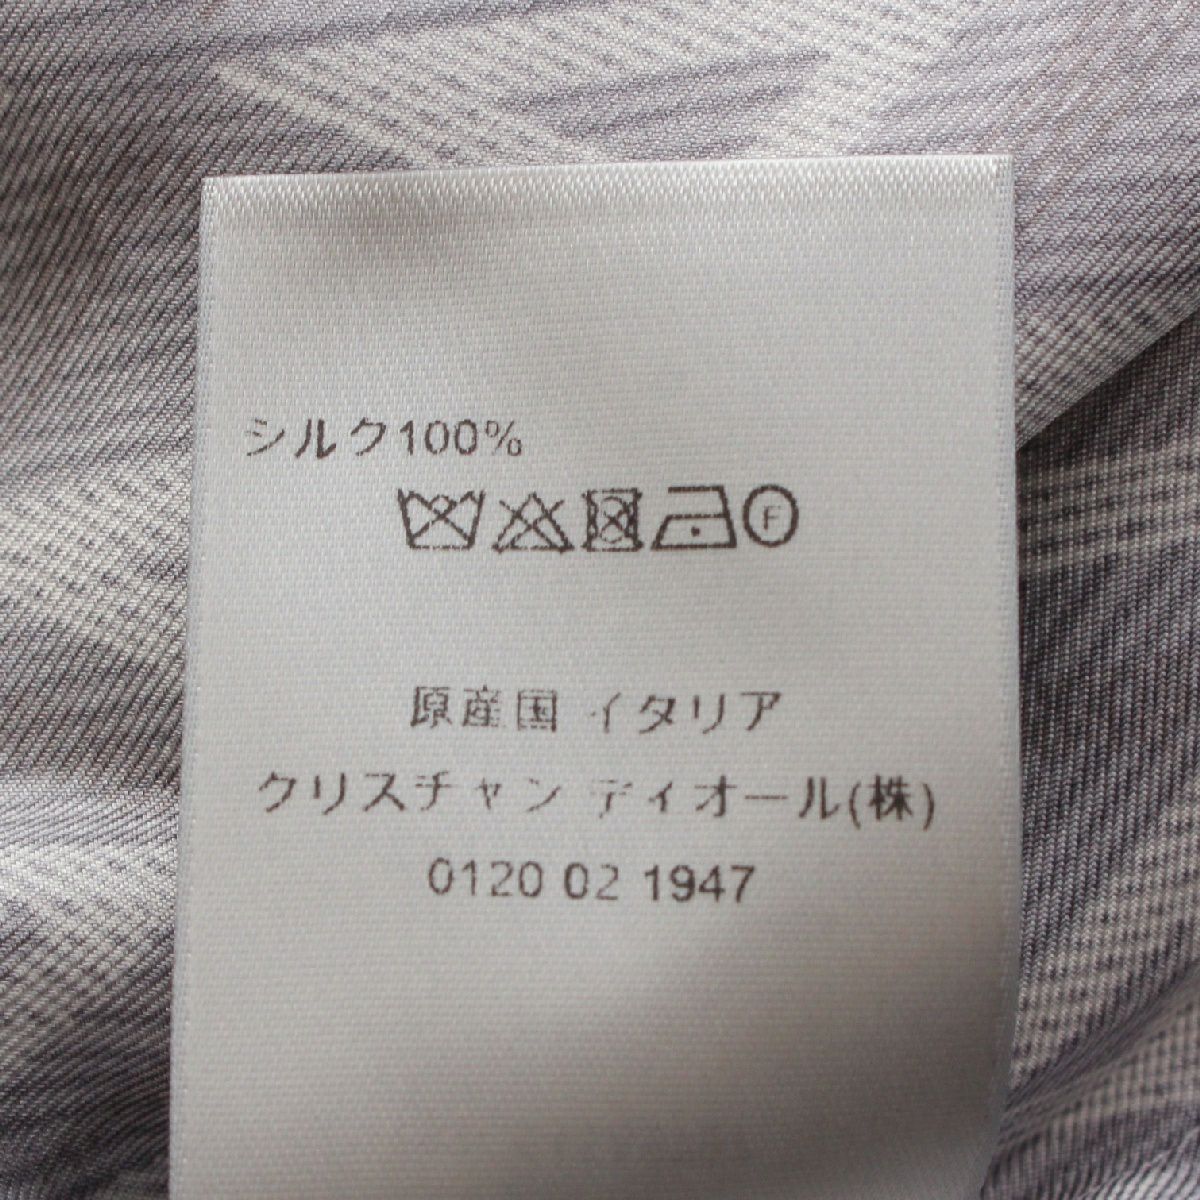 シルク100%
F
原産国 イタリア
クリスチャン ディオール(株)
0120 02 1947